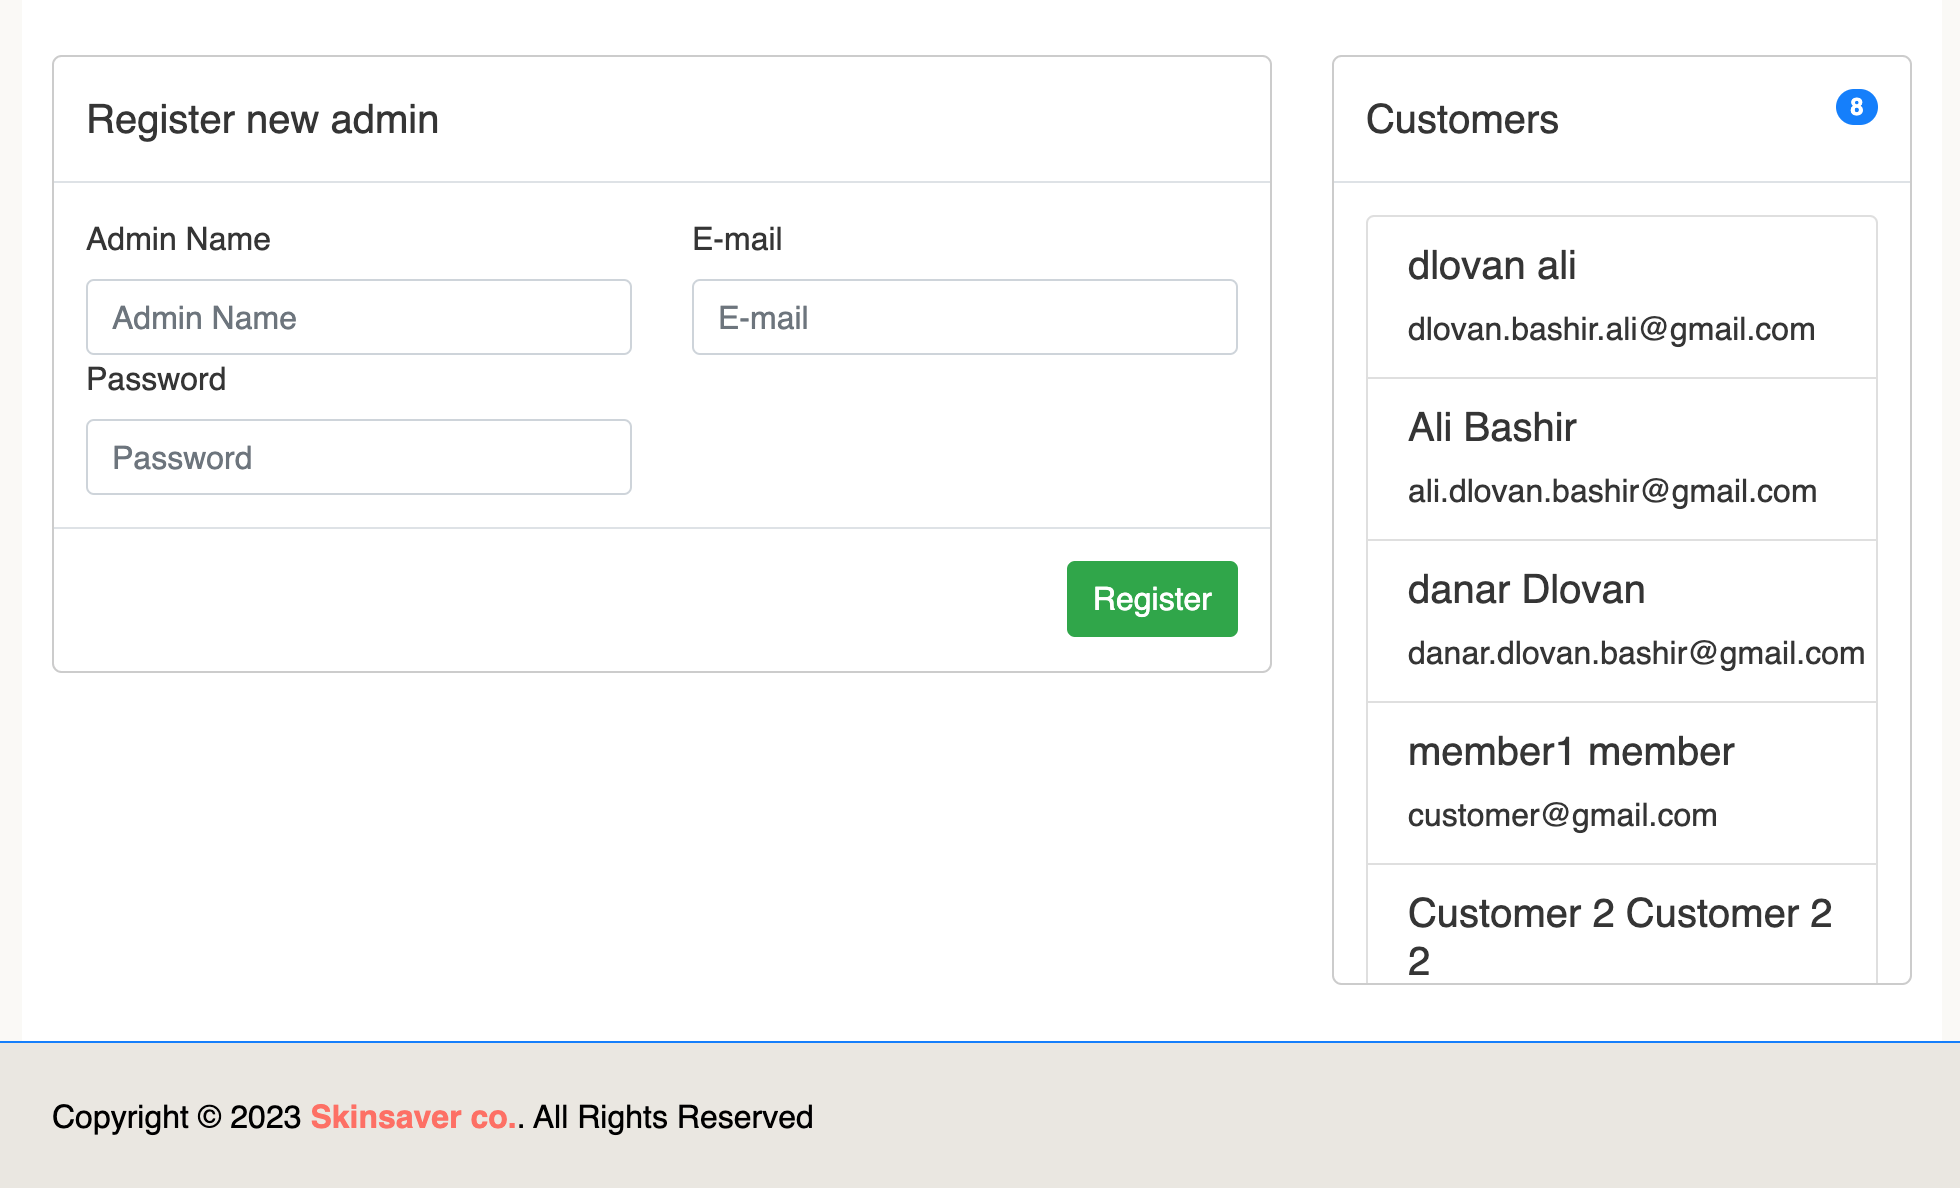 Register new admin
Admin Name
E-mail
Admin Name
E-mail
Password
Password
Register
Customers
8
dlovan ali
dlovan.bashir.ali@gmail.com
Ali Bashir
ali.dlovan.bashir@gmail.com
danar Dlovan
danar.dlovan.bashir@gmail.com
member1 member
customer@gmail.com
Customer 2 Customer 2
2
Copyright © 2023 Skinsaver co.. All Rights Reserved